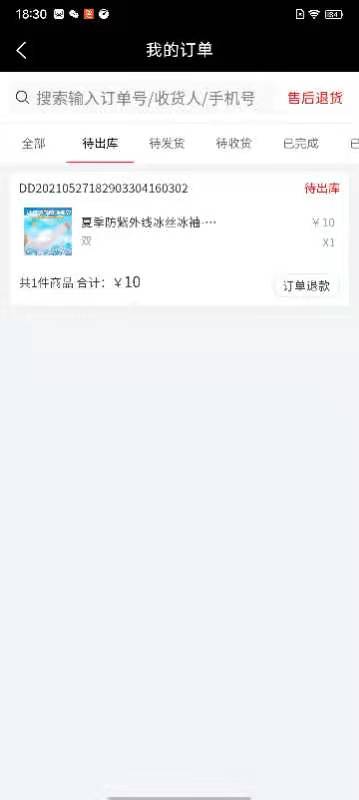 18:30
84
我的订单
搜索输入订单号/收货人/手机号
售后退货
全部 待出库 待发货 待收货 已完成 已
DD20210527182903304160302 待出库
夏季防紫外线冰丝冰袖·… ￥10
双 X1
共1件商品 合计：￥10
订单退款